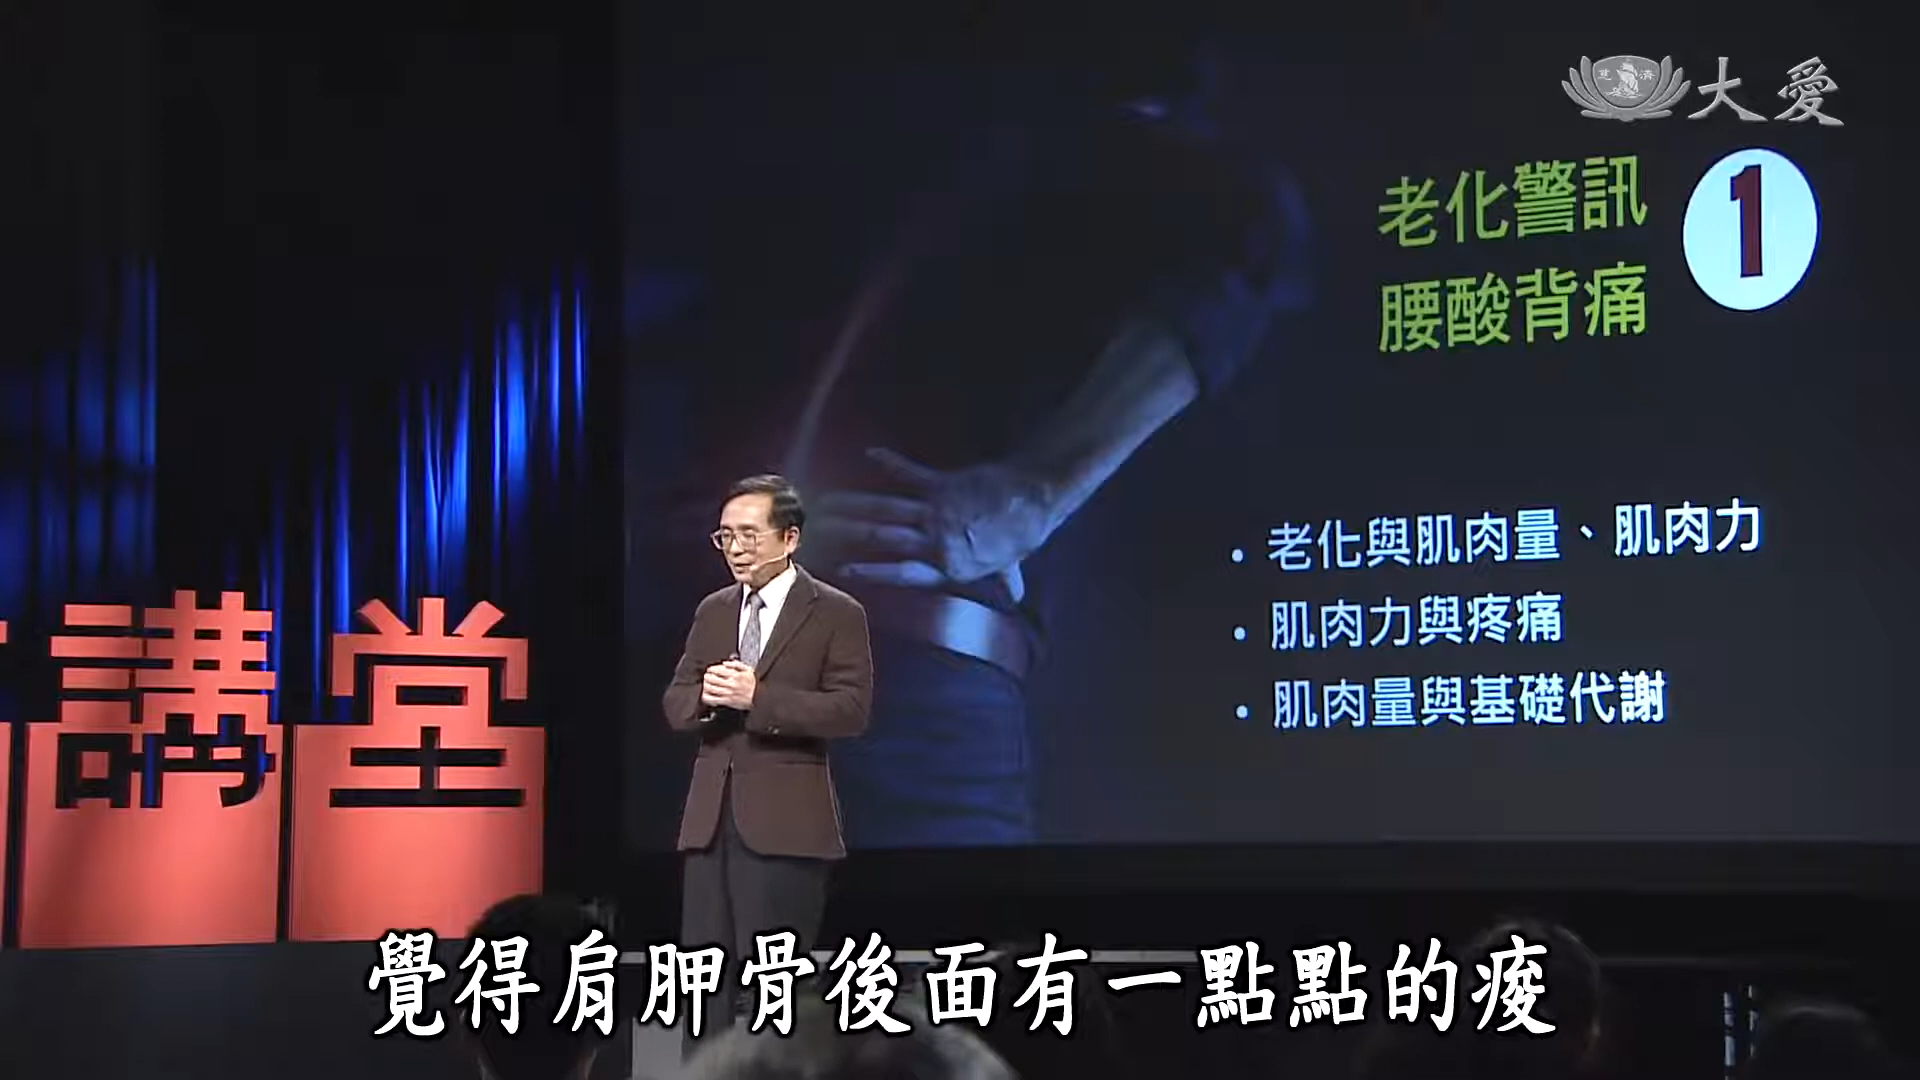 慈濟
大愛
老化警訊
腰酸背痛
1
• 老化與肌肉量、肌肉力
• 肌肉力與疼痛
• 肌肉量與基礎代謝
講堂
覺得肩胛骨後面有一點點的痠